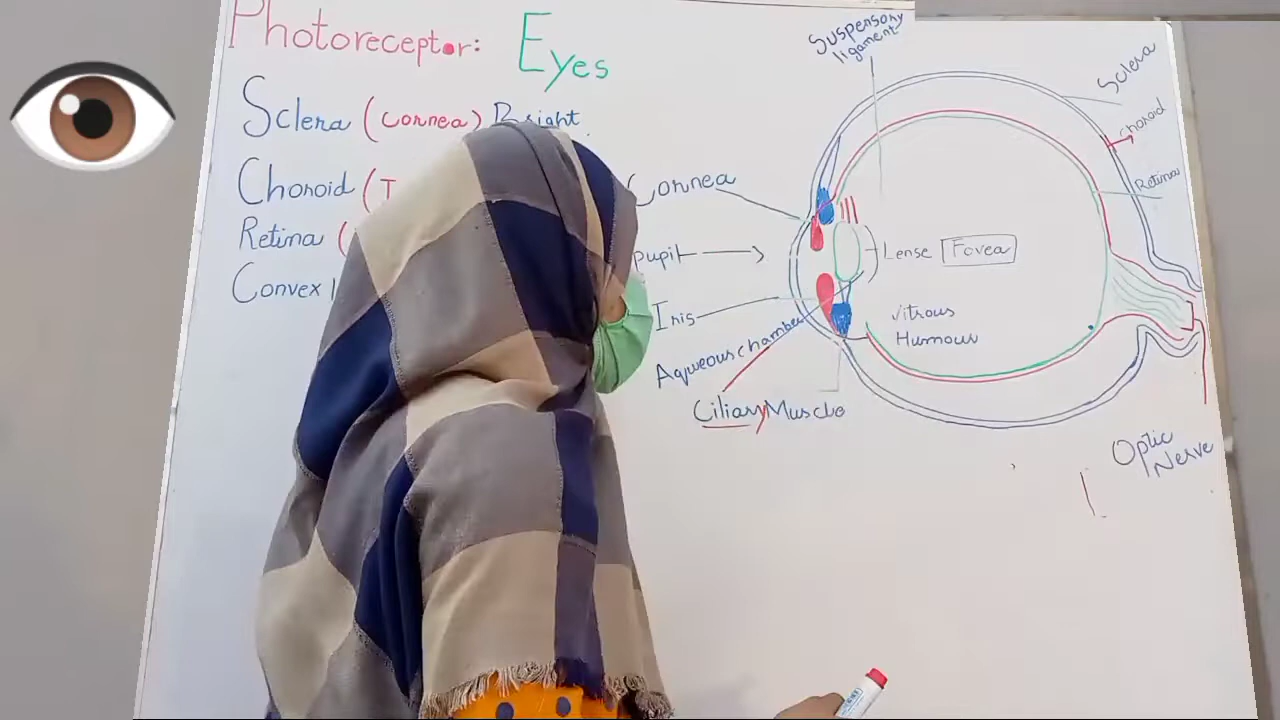 Photoreceptor: Eyes
Sclera (cornea) Bright
Choroid (I
Retina (
Convex l
Suspensory
ligament
Sclera
Choroid
Retina
Cornea
pupil
Lense Fovea
Iris
Vitrous
Humous
Aqueous chamber
Ciliary Muscle
Optic
Nerve